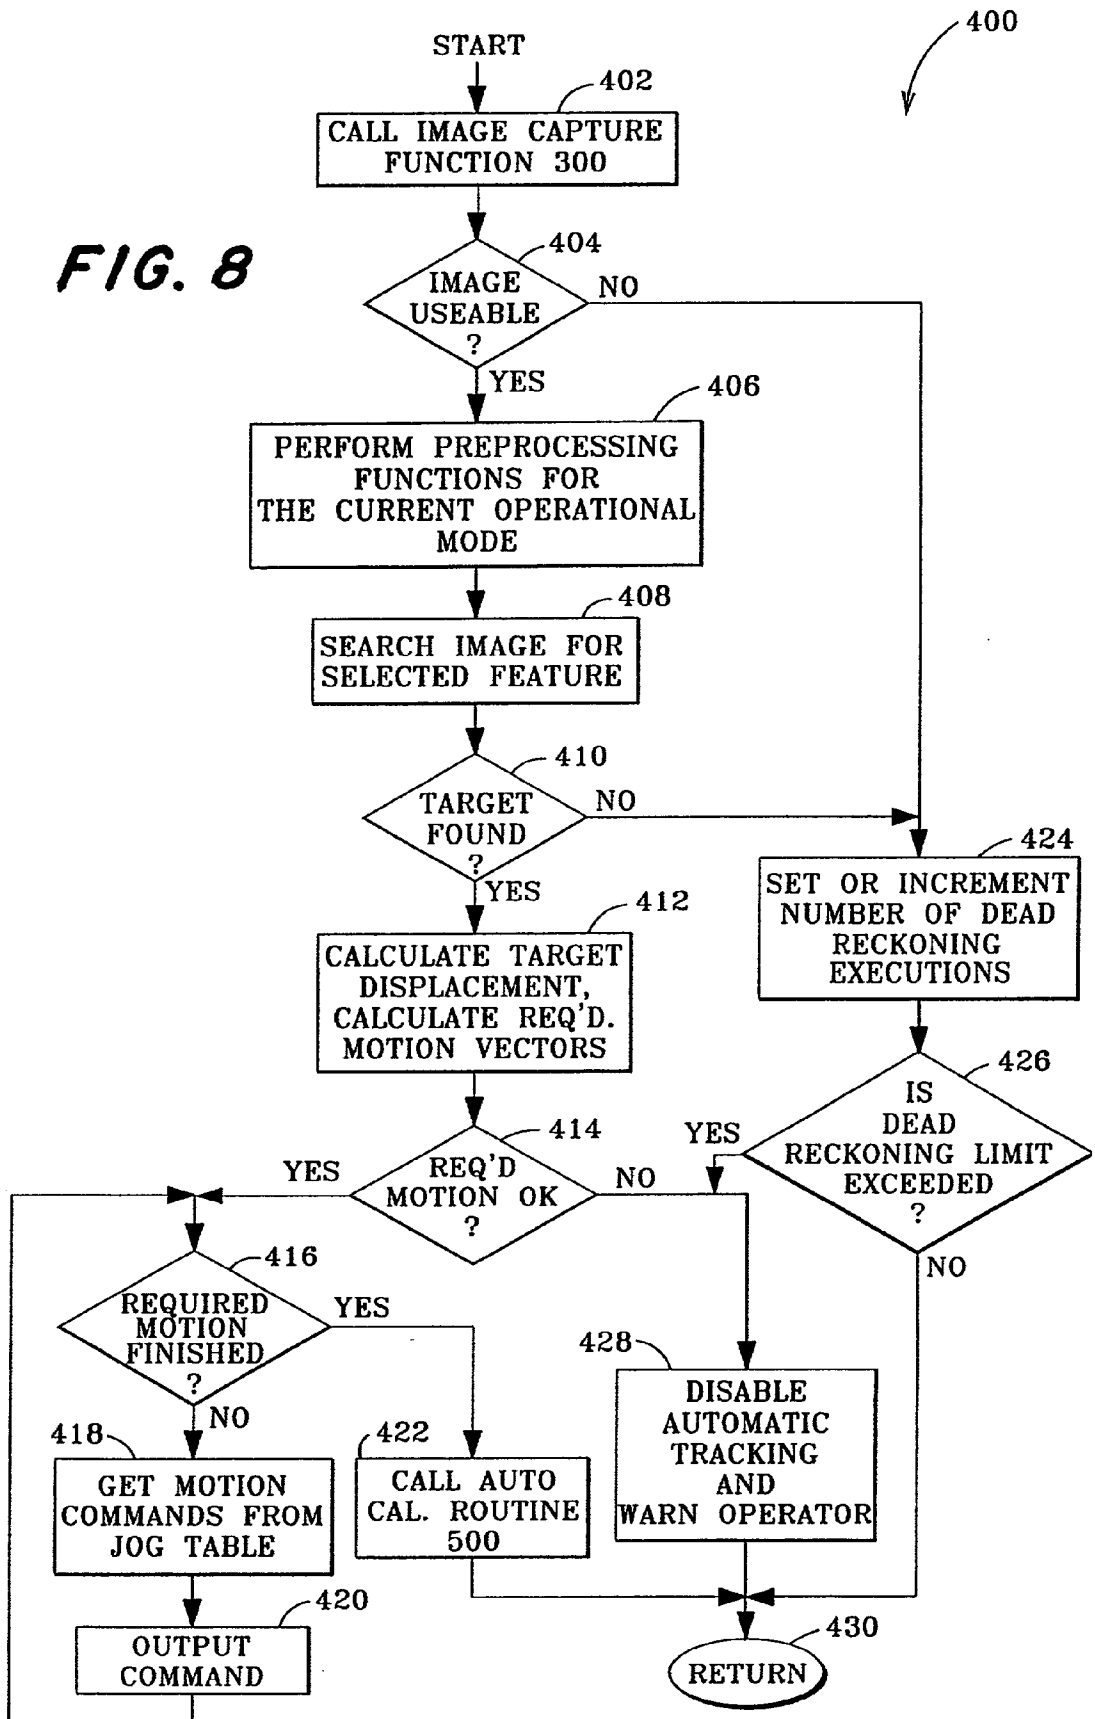 400
START
402
CALL IMAGE CAPTURE
FUNCTION 300
FIG. 8
404
IMAGE
USEABLE
?
NO
YES
406
PERFORM PREPROCESSING
FUNCTIONS FOR
THE CURRENT OPERATIONAL
MODE
408
SEARCH IMAGE FOR
SELECTED FEATURE
410
TARGET
FOUND
?
NO
YES
424
SET OR INCREMENT
NUMBER OF DEAD
RECKONING
EXECUTIONS
412
CALCULATE TARGET
DISPLACEMENT,
CALCULATE REQ'D.
MOTION VECTORS
426
IS
DEAD
RECKONING LIMIT
EXCEEDED
?
YES
NO
414
REQ'D
MOTION OK
?
YES
NO
416
REQUIRED
MOTION
FINISHED
?
YES
NO
428
DISABLE
AUTOMATIC
TRACKING
AND
WARN OPERATOR
418
GET MOTION
COMMANDS FROM
JOG TABLE
422
CALL AUTO
CAL. ROUTINE
500
420
OUTPUT
COMMAND
430
RETURN